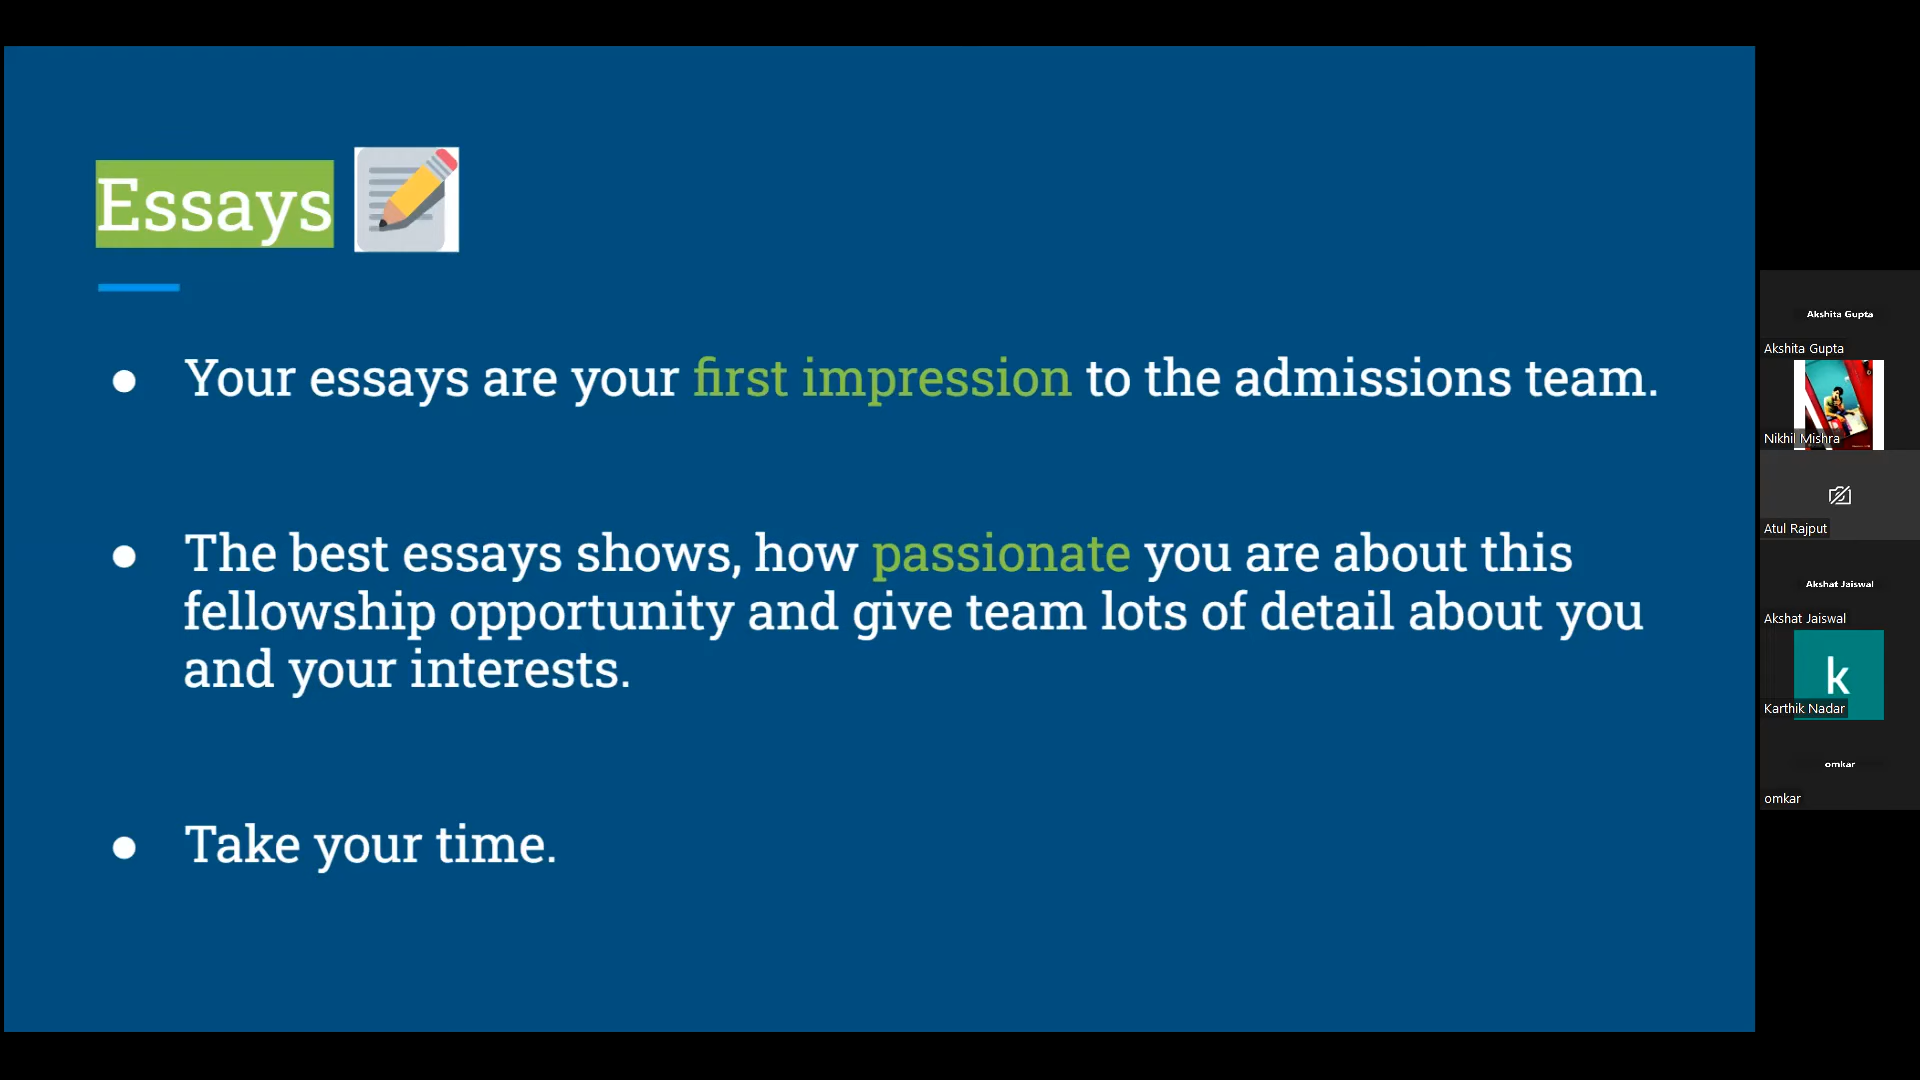 Essays
● Your essays are your first impression to the admissions team.
● The best essays shows, how passionate you are about this
fellowship opportunity and give team lots of detail about you
and your interests.
● Take your time.
Akshita Gupta
Akshita Gupta
Nikhil Mishra
Atul Rajput
Akshat Jaiswal
Akshat Jaiswal
k
Karthik Nadar
omkar
omkar